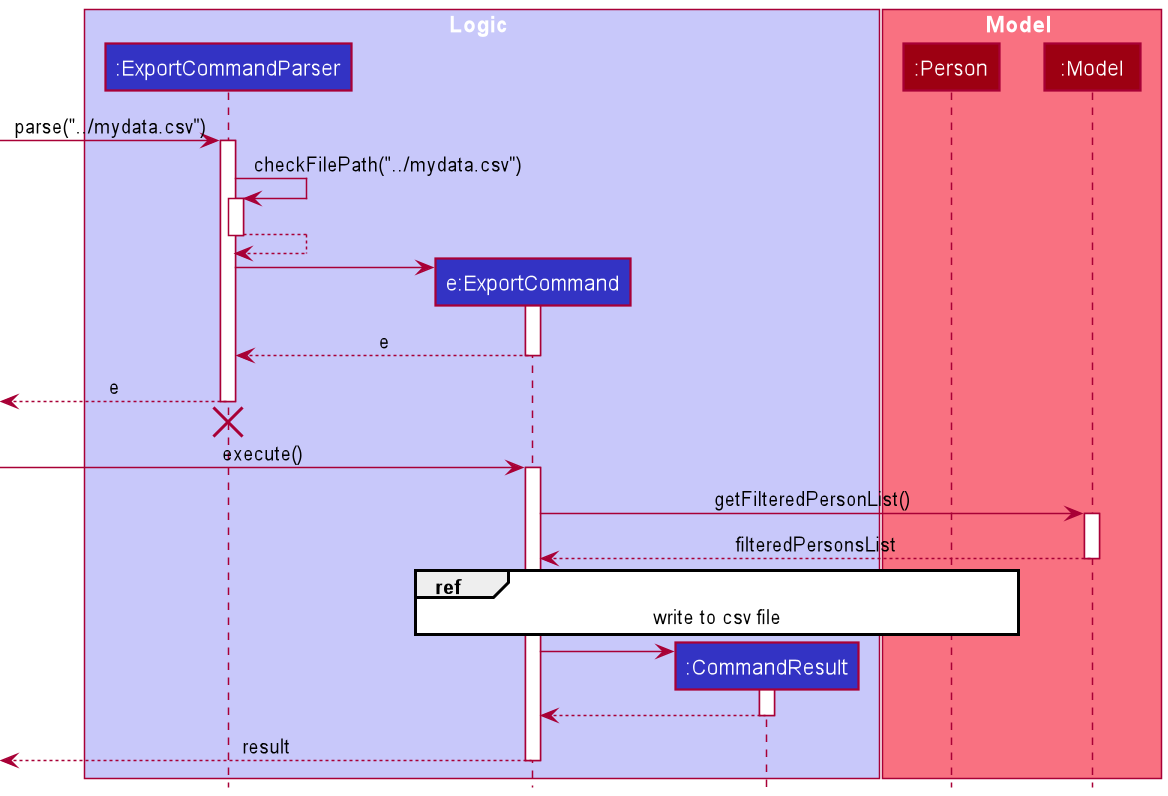 Logic
Model
:ExportCommandParser
:Person
:Model
parse("../mydata.csv")
checkFilePath("../mydata.csv")
e:ExportCommand
e
e
execute()
getFilteredPersonList()
filteredPersonsList
ref
write to csv file
:CommandResult
result